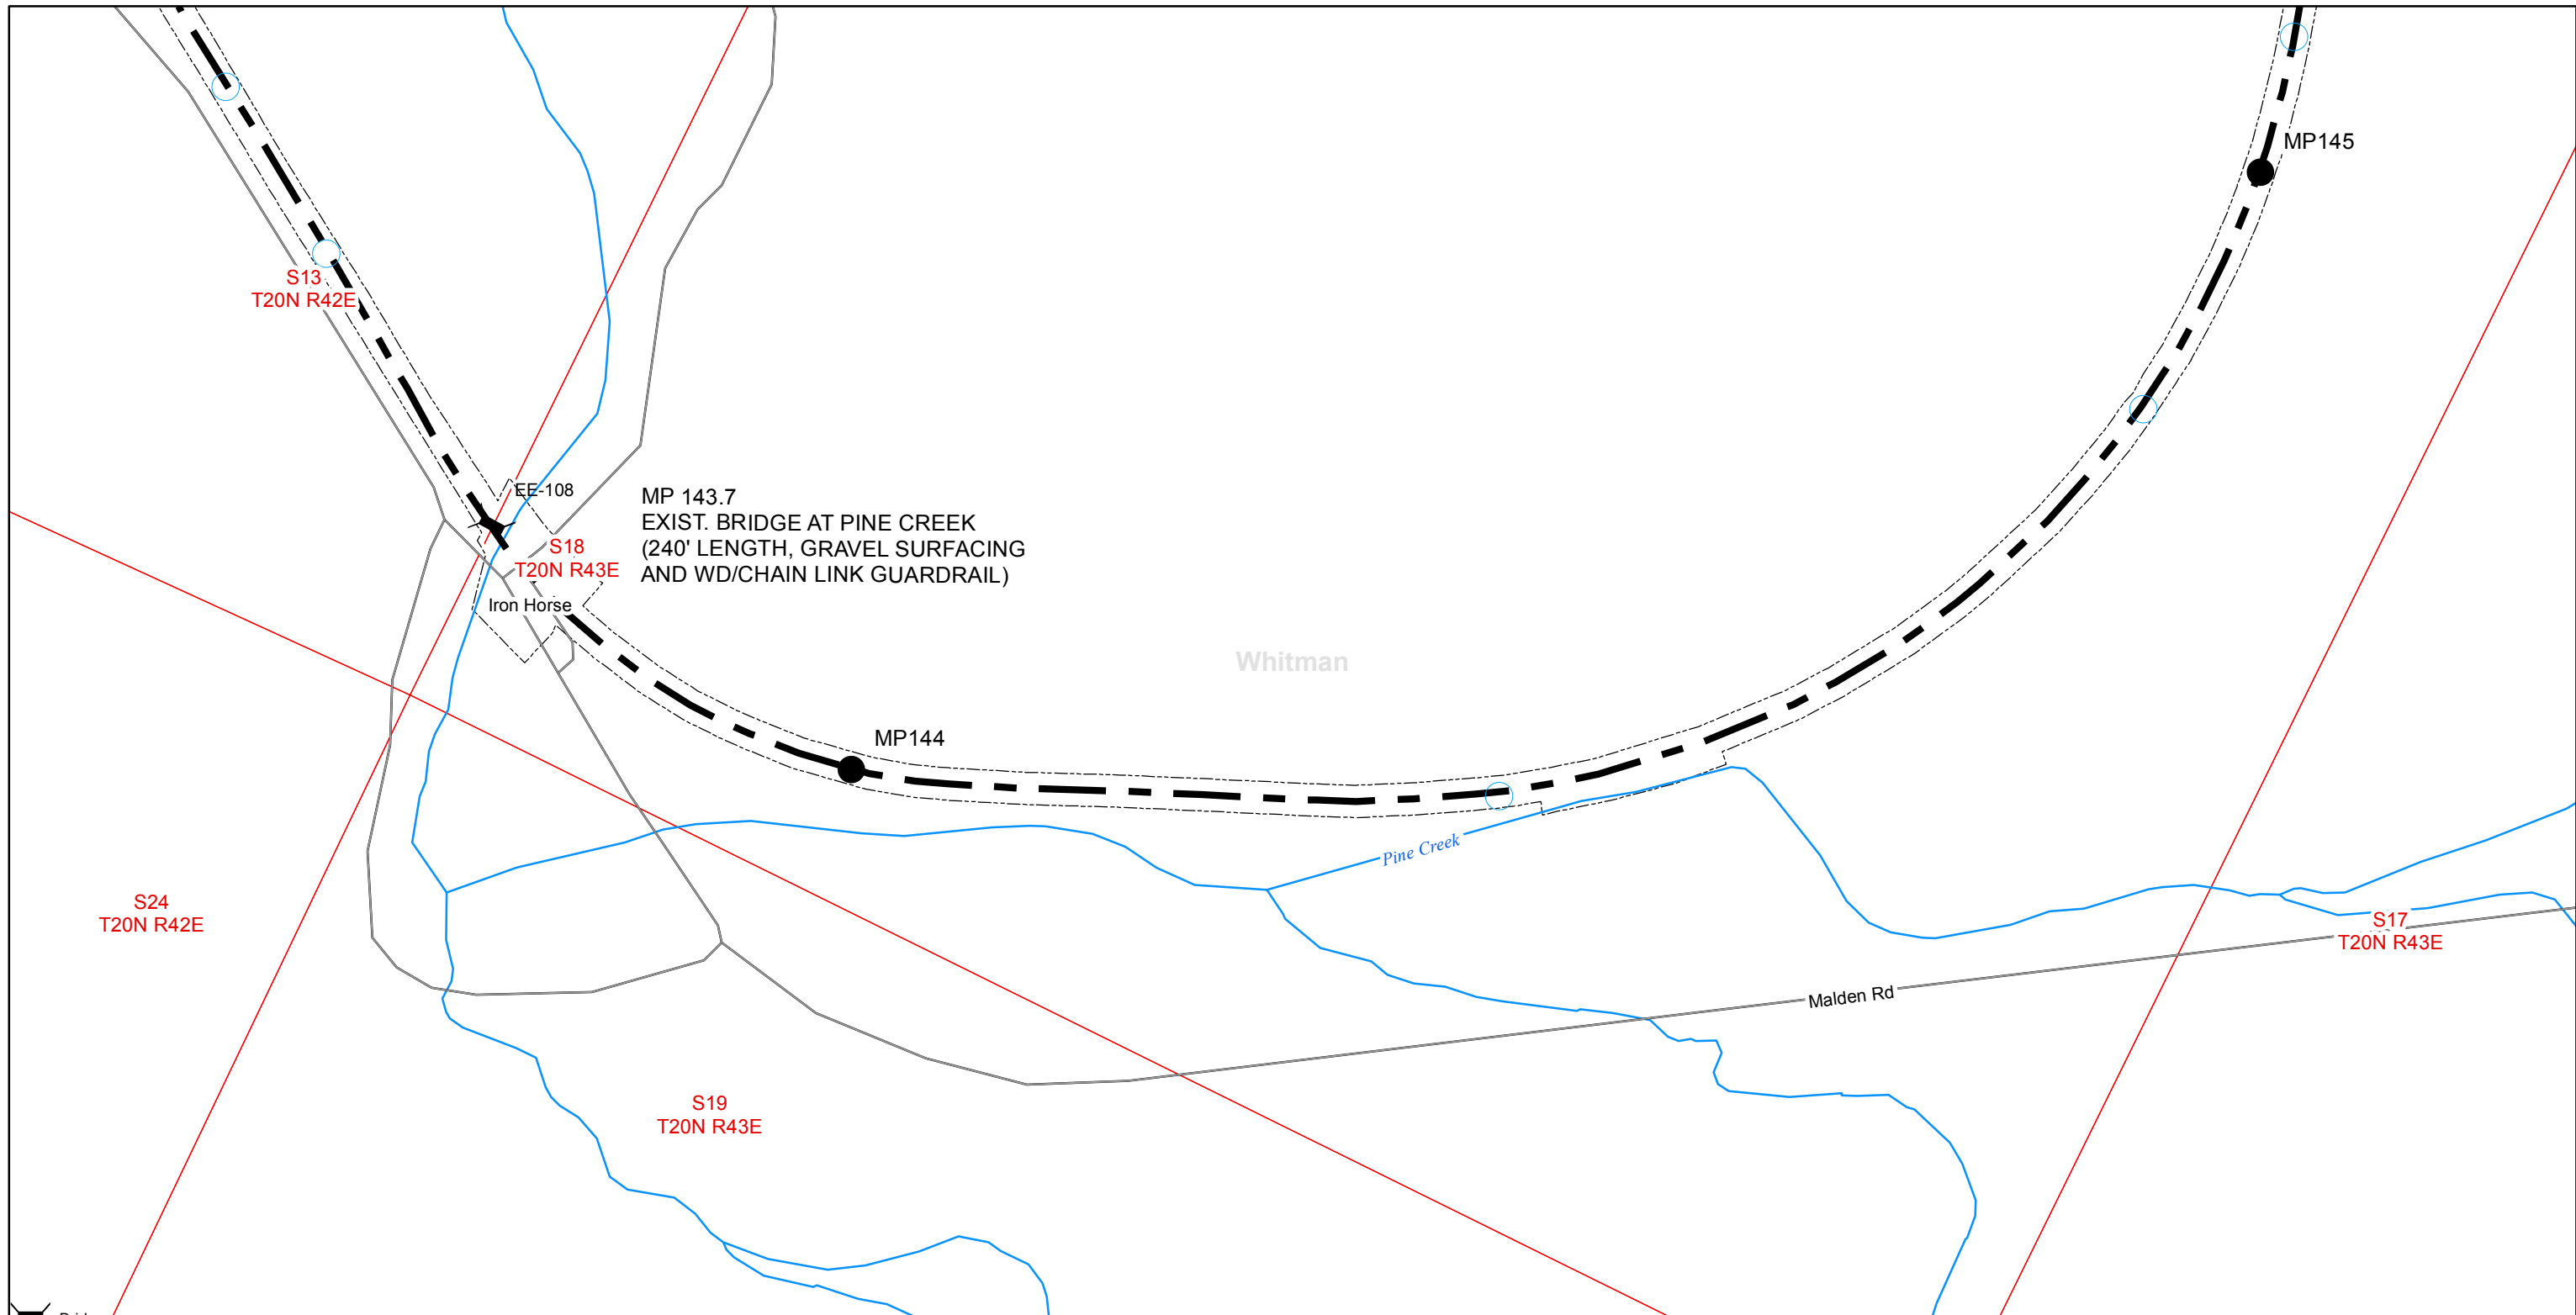 MP145
S13
T20N R42E
EE-108
MP 143.7
EXIST. BRIDGE AT PINE CREEK
(240' LENGTH, GRAVEL SURFACING
AND WD/CHAIN LINK GUARDRAIL)
S18
T20N R43E
Iron Horse
Whitman
MP144
Pine Creek
S24
T20N R42E
S17
T20N R43E
Malden Rd
S19
T20N R43E